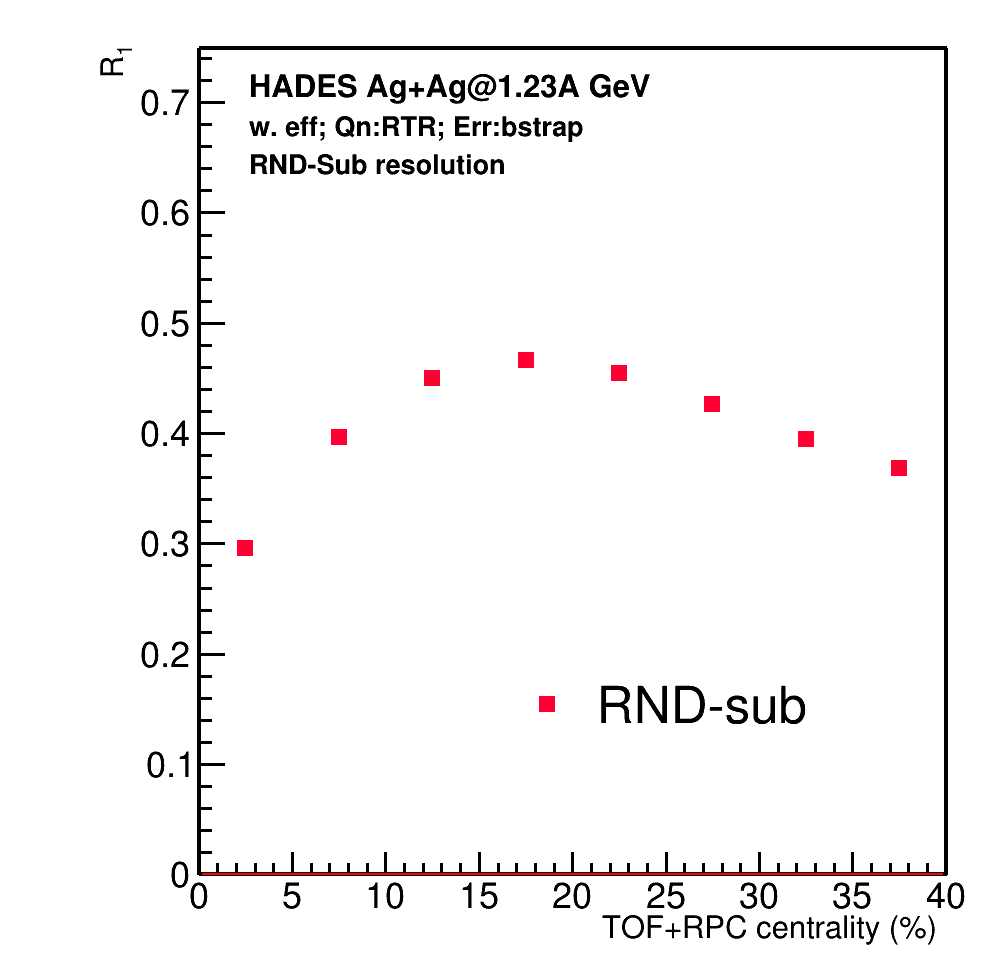 R1
HADES Ag+Ag@1.23A GeV
w. eff; Qn:RTR; Err:bstrap
RND-Sub resolution
0.7
0.6
0.5
0.4
0.3
0.2
0.1
0
RND-sub
0 5 10 15 20 25 30 35 40
TOF+RPC centrality (%)